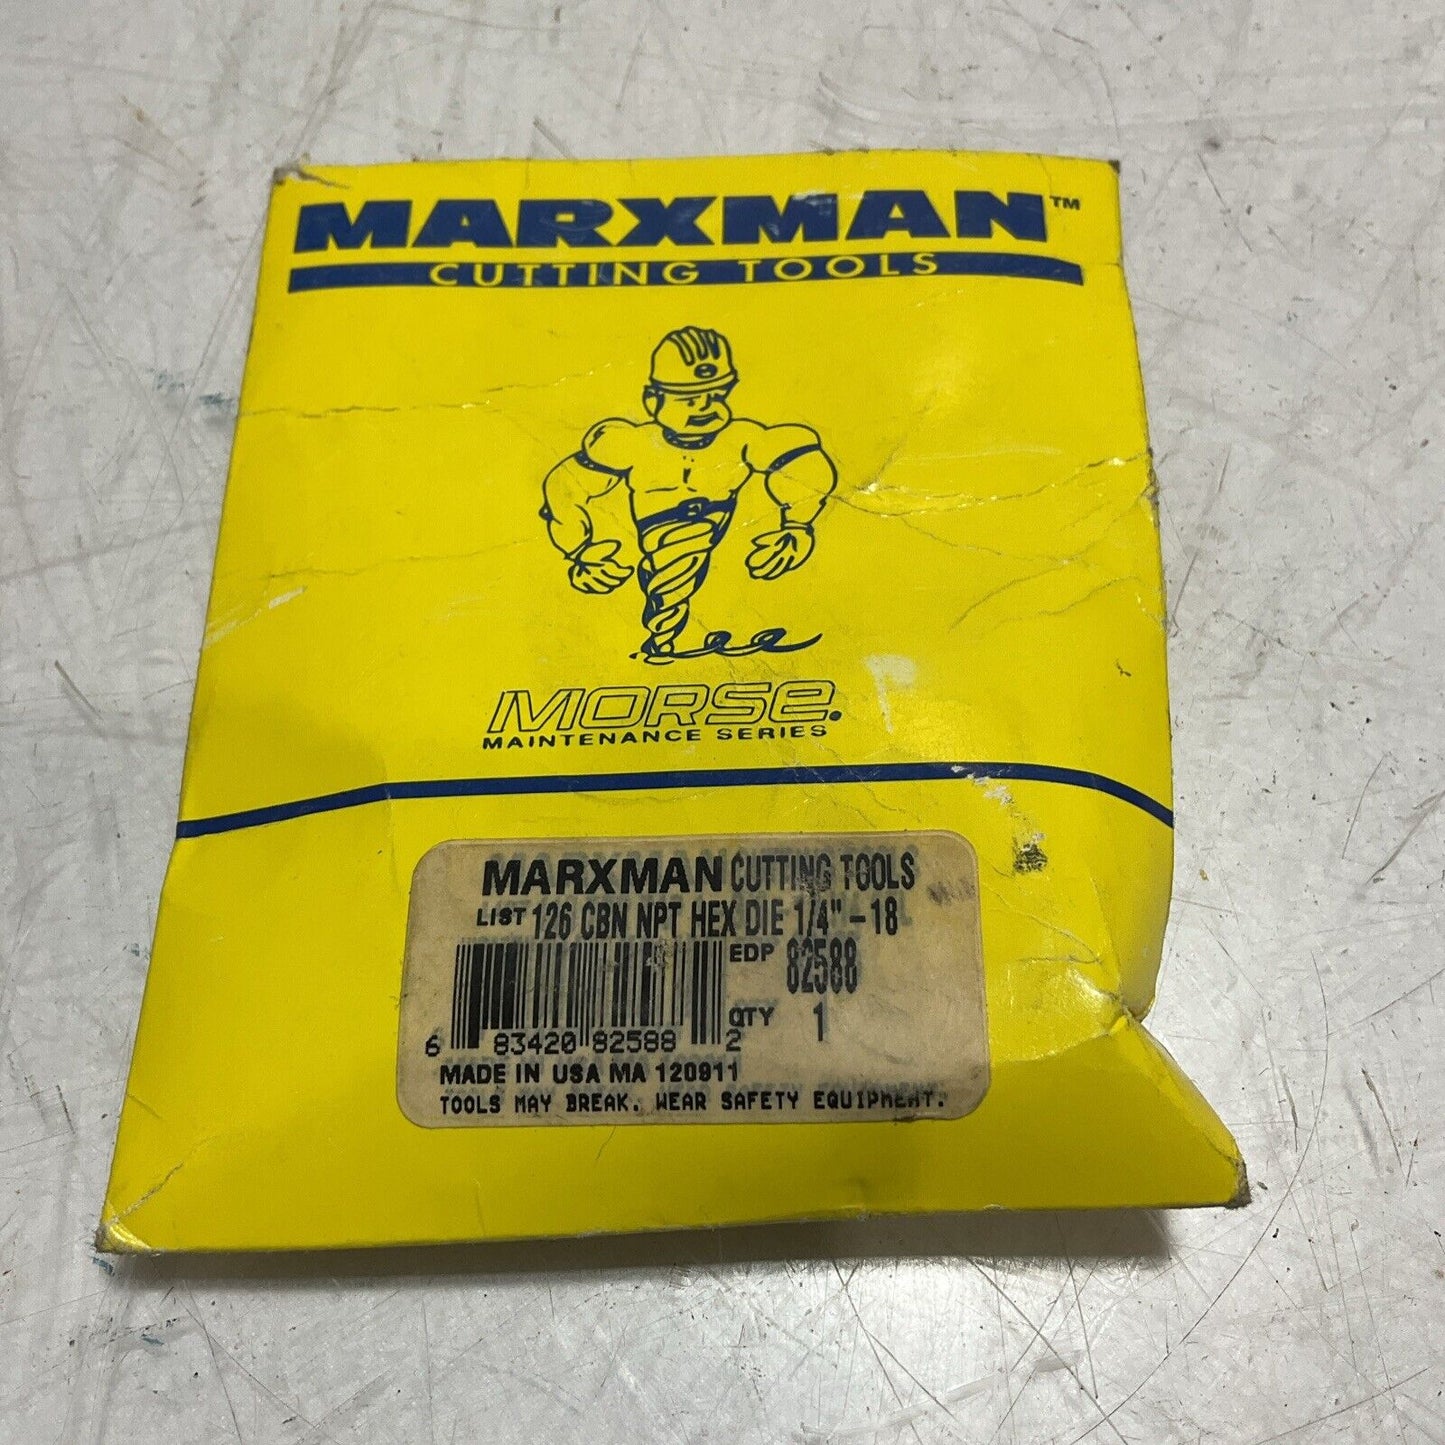 MARXMAN™
CUTTING TOOLS
MORSE.
MAINTENANCE SERIES
MARXMAN CUTTING TOOLS
LIST 126 CBN NPT HEX DIE 1/4" - 18
EDP 82588
QTY 1
6 83420 82588 2
MADE IN USA MA 120911
TOOLS MAY BREAK. WEAR SAFETY EQUIPMENT.